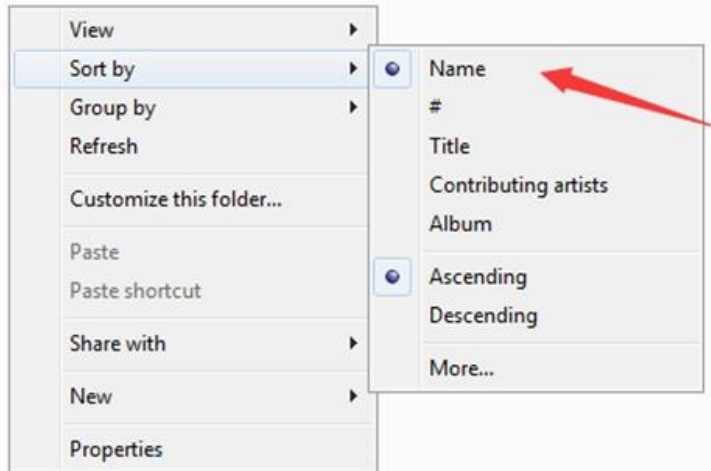 View
Sort by
Group by
Refresh
Customize this folder...
Paste
Paste shortcut
Share with
New
Properties
Name
#
Title
Contributing artists
Album
Ascending
Descending
More...